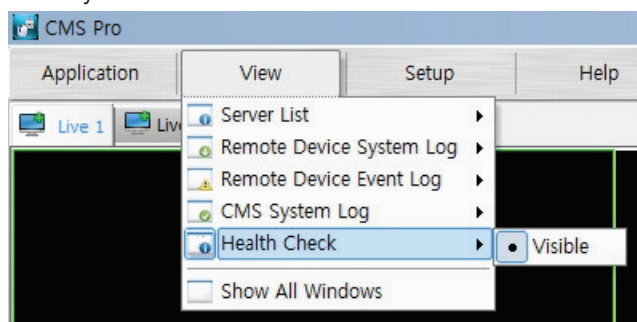 CMS Pro
Application View Setup Help
Live 1 Liv
Server List
Remote Device System Log
Remote Device Event Log
CMS System Log
Health Check Visible
Show All Windows